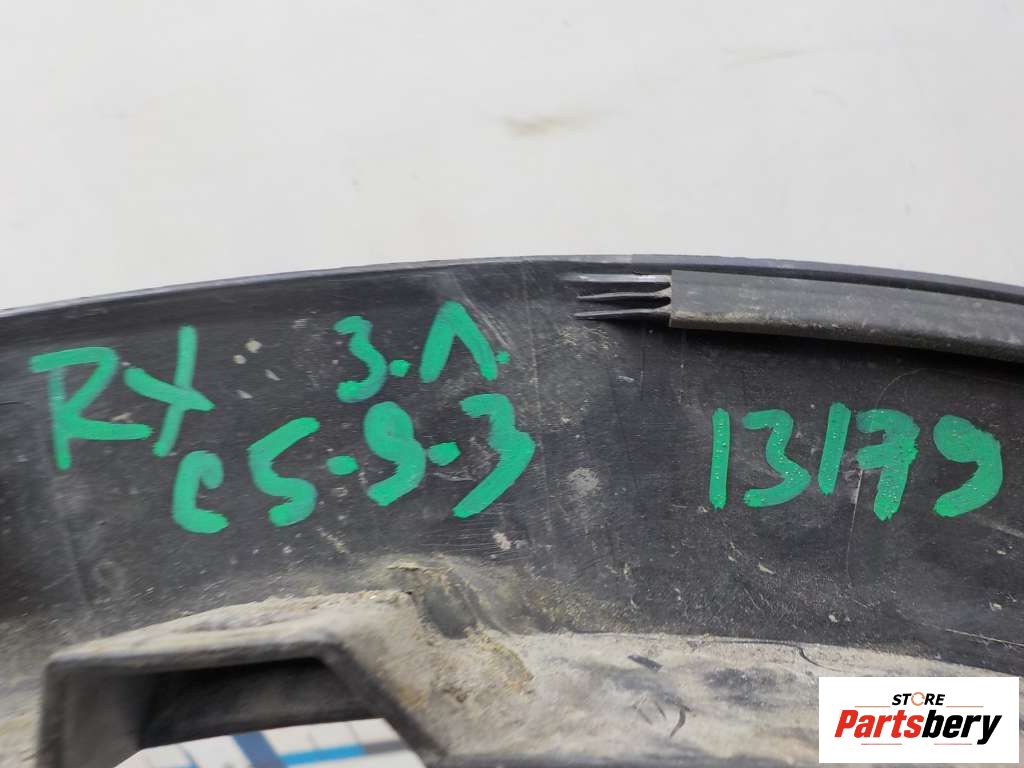 RX 3.Л.
C5-9-3
13179
STORE
Partsbery